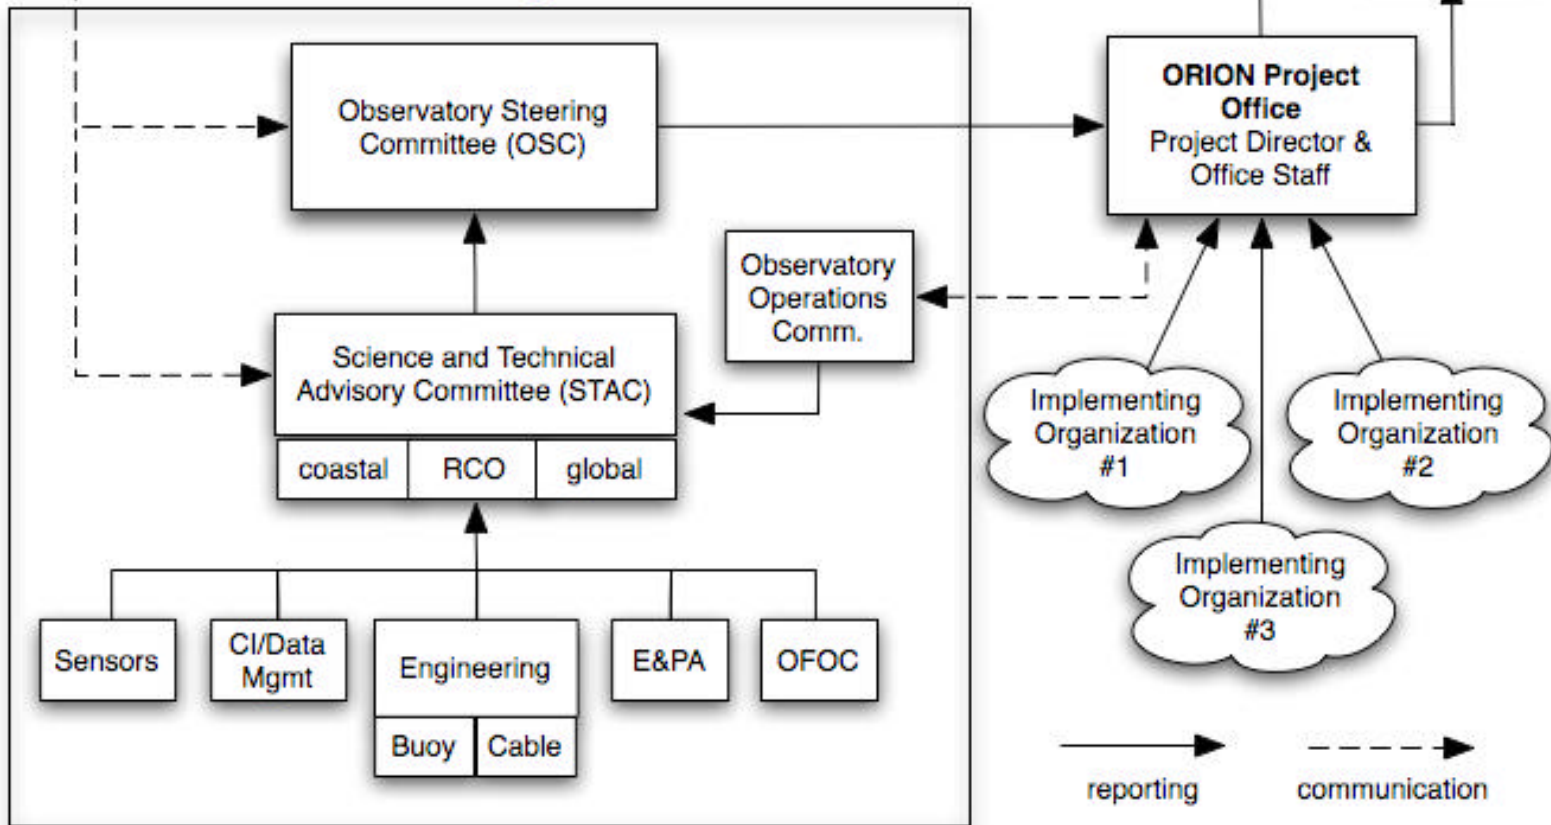 Observatory Steering
Committee (OSC)
ORION Project
Office
Project Director &
Office Staff
Observatory
Operations
Comm.
Science and Technical
Advisory Committee (STAC)
coastal
RCO
global
Implementing
Organization
#1
Implementing
Organization
#2
Implementing
Organization
#3
Sensors
CI/Data
Mgmt
Engineering
Buoy
Cable
E&PA
OFOC
reporting
communication